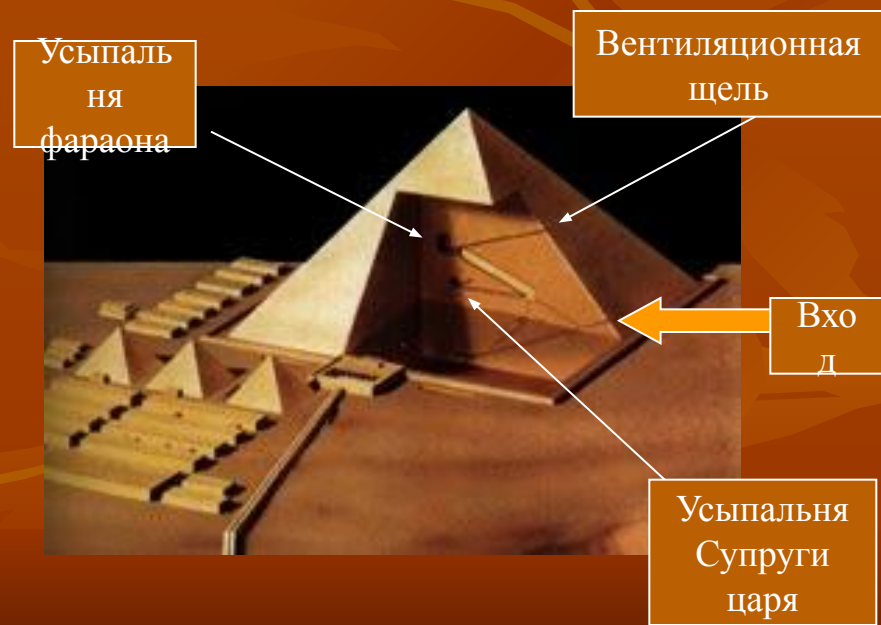 Усыпаль
ня
фараона
Вентиляционная
щель
Вхо
д
Усыпальня
Супруги
царя